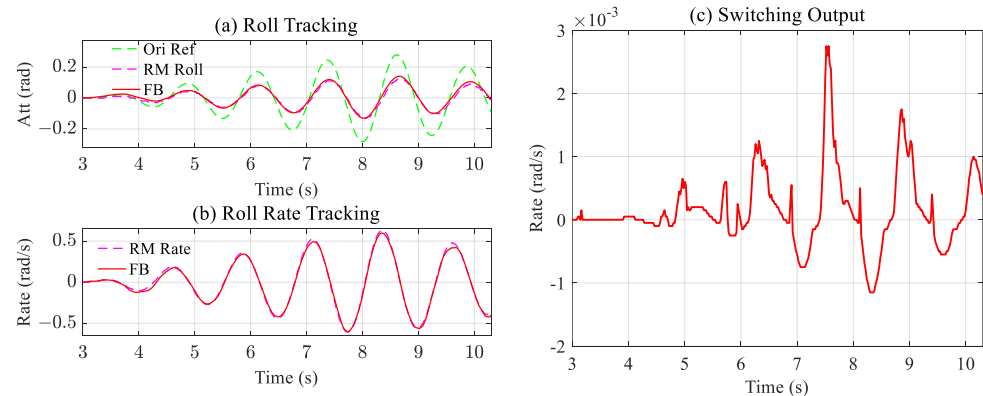 (a) Roll Tracking
Att (rad)
0.2
0
−0.2
Ori Ref
RM Roll
FB
3 4 5 6 7 8 9 10
Time (s)
(b) Roll Rate Tracking
Rate (rad/s)
0.5
0
−0.5
RM Rate
FB
3 4 5 6 7 8 9 10
Time (s)
(c) Switching Output
×10⁻³
Rate (rad/s)
3
2
1
0
-1
-2
3 4 5 6 7 8 9 10
Time (s)